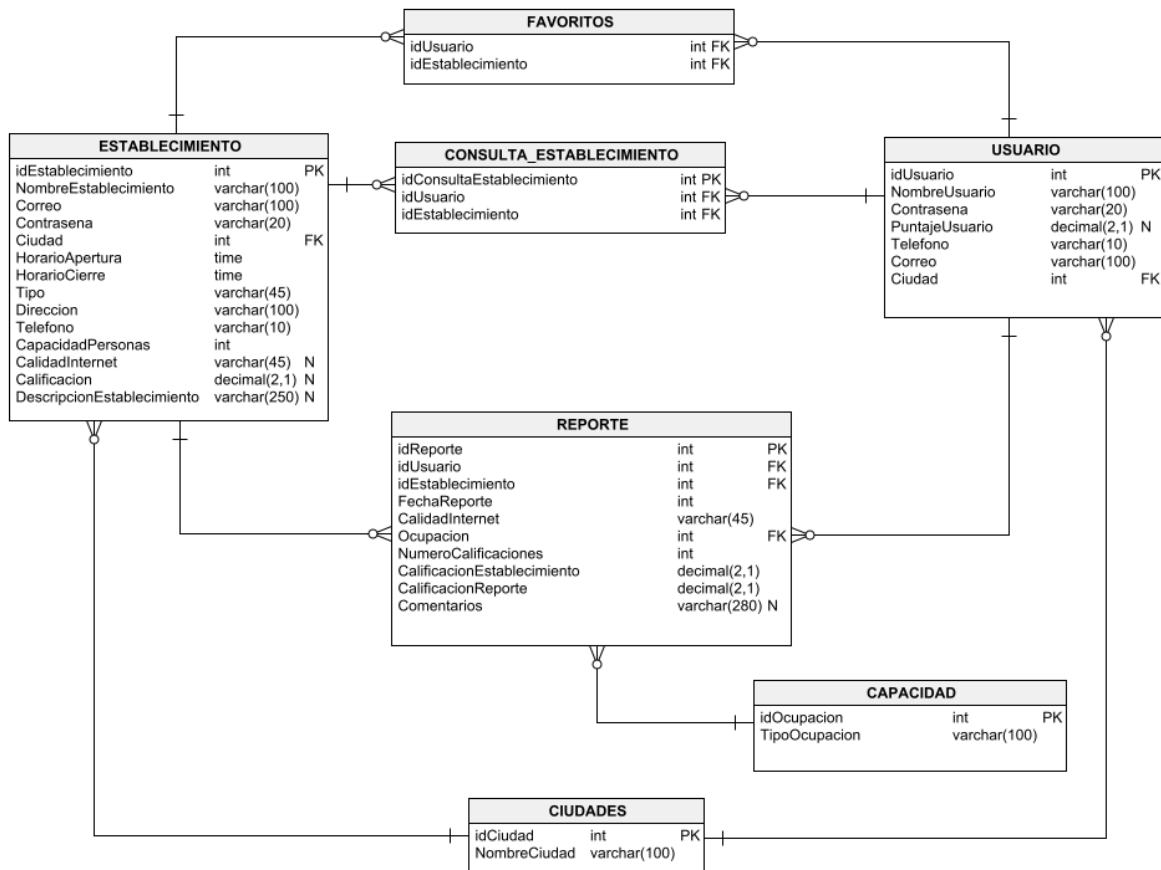 FAVORITOS
idUsuario int FK
idEstablecimiento int FK
ESTABLECIMIENTO
idEstablecimiento int PK
NombreEstablecimiento varchar(100)
Correo varchar(100)
Contrasena varchar(20)
Ciudad int FK
HorarioApertura time
HorarioCierre time
Tipo varchar(45)
Direccion varchar(100)
Telefono varchar(10)
CapacidadPersonas int
CalidadInternet varchar(45) N
Calificacion decimal(2,1) N
DescripcionEstablecimiento varchar(250) N
CONSULTA_ESTABLECIMIENTO
idConsultaEstablecimiento int PK
idUsuario int FK
idEstablecimiento int FK
USUARIO
idUsuario int PK
NombreUsuario varchar(100)
Contrasena varchar(20)
PuntajeUsuario decimal(2,1) N
Telefono varchar(10)
Correo varchar(100)
Ciudad int FK
REPORTE
idReporte int PK
idUsuario int FK
idEstablecimiento int FK
FechaReporte int
CalidadInternet varchar(45)
Ocupacion int FK
NumeroCalificaciones int
CalificacionEstablecimiento decimal(2,1)
CalificacionReporte decimal(2,1)
Comentarios varchar(280) N
CAPACIDAD
idOcupacion int PK
TipoOcupacion varchar(100)
CIUDADES
idCiudad int PK
NombreCiudad varchar(100)